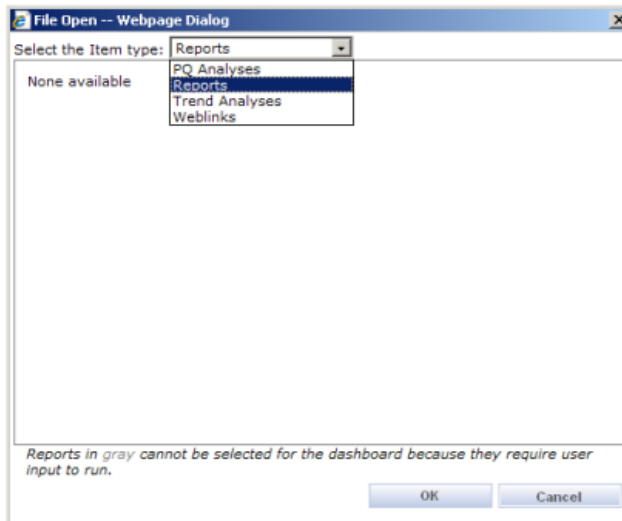 File Open -- Webpage Dialog
Select the Item type: Reports
PQ Analyses
None available Reports
Trend Analyses
Weblinks
Reports in gray cannot be selected for the dashboard because they require user
input to run.
OK Cancel